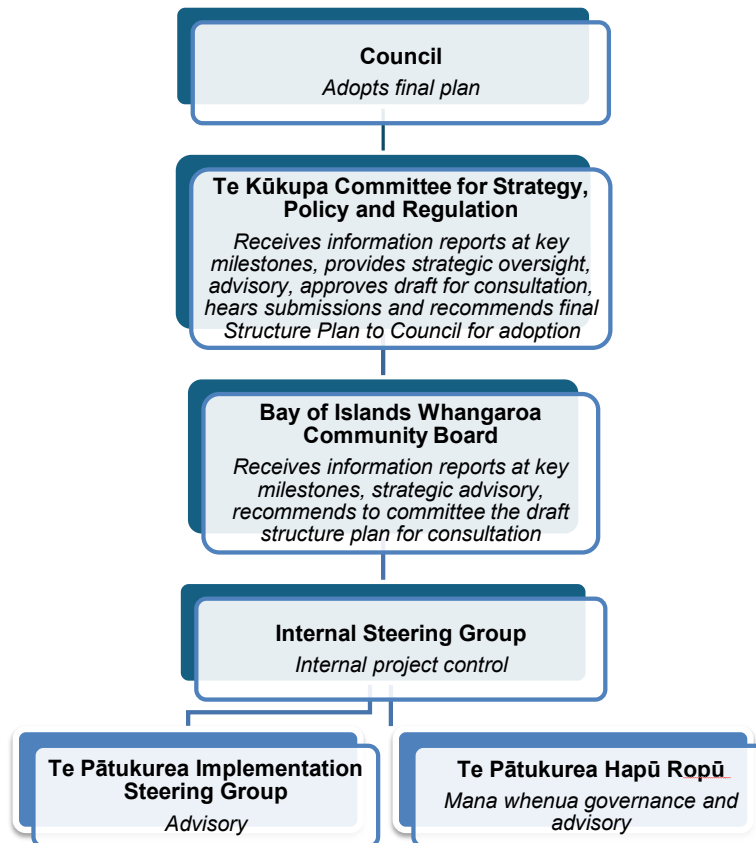 Council
Adopts final plan
Te Kūkupa Committee for Strategy,
Policy and Regulation
Receives information reports at key
milestones, provides strategic oversight,
advisory, approves draft for consultation,
hears submissions and recommends final
Structure Plan to Council for adoption
Bay of Islands Whangaroa
Community Board
Receives information reports at key
milestones, strategic advisory,
recommends to committee the draft
structure plan for consultation
Internal Steering Group
Internal project control
Te Pātukurea Implementation
Steering Group
Advisory
Te Pātukurea Hapū Ropū
Mana whenua governance and
advisory